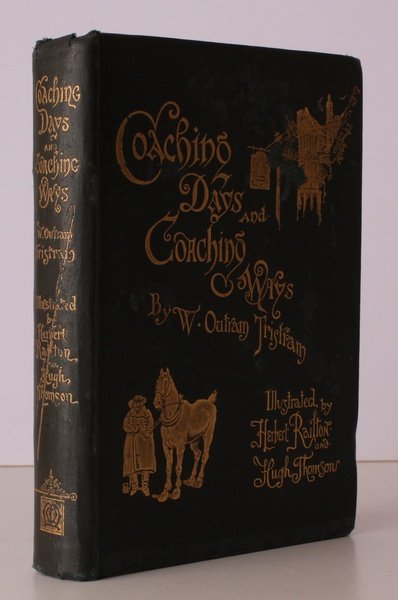 Coaching
Days
and
Coaching
Ways
W. Outram
Tristram
Illustrated
by
Herbert
Railton
and
Hugh
Thomson
Coaching
Days and
Coaching
Ways
By W. Outram Tristram
Illustrated by
Herbert Railton
and
Hugh Thomson